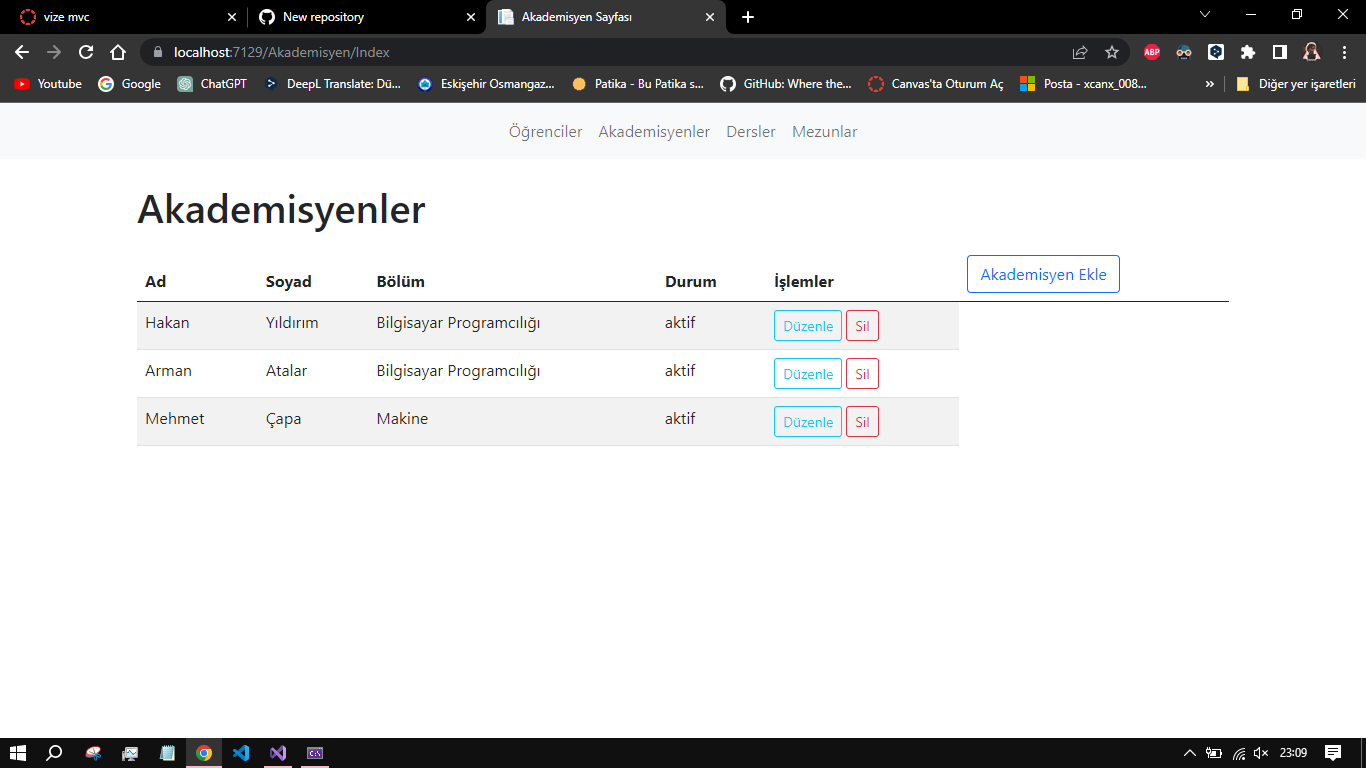 vize mvc
New repository
Akademisyen Sayfası
localhost:7129/Akademisyen/Index
ABP
Youtube
Google
ChatGPT
DeepL Translate: Dü...
Eskişehir Osmangaz...
Patika - Bu Patika s...
GitHub: Where the...
Canvas'ta Oturum Aç
Posta - xcanx_008...
»
Diğer yer işaretleri
Öğrenciler Akademisyenler Dersler Mezunlar
Akademisyenler
Ad Soyad Bölüm Durum İşlemler Akademisyen Ekle
Hakan Yıldırım Bilgisayar Programcılığı aktif Düzenle Sil
Arman Atalar Bilgisayar Programcılığı aktif Düzenle Sil
Mehmet Çapa Makine aktif Düzenle Sil
23:09